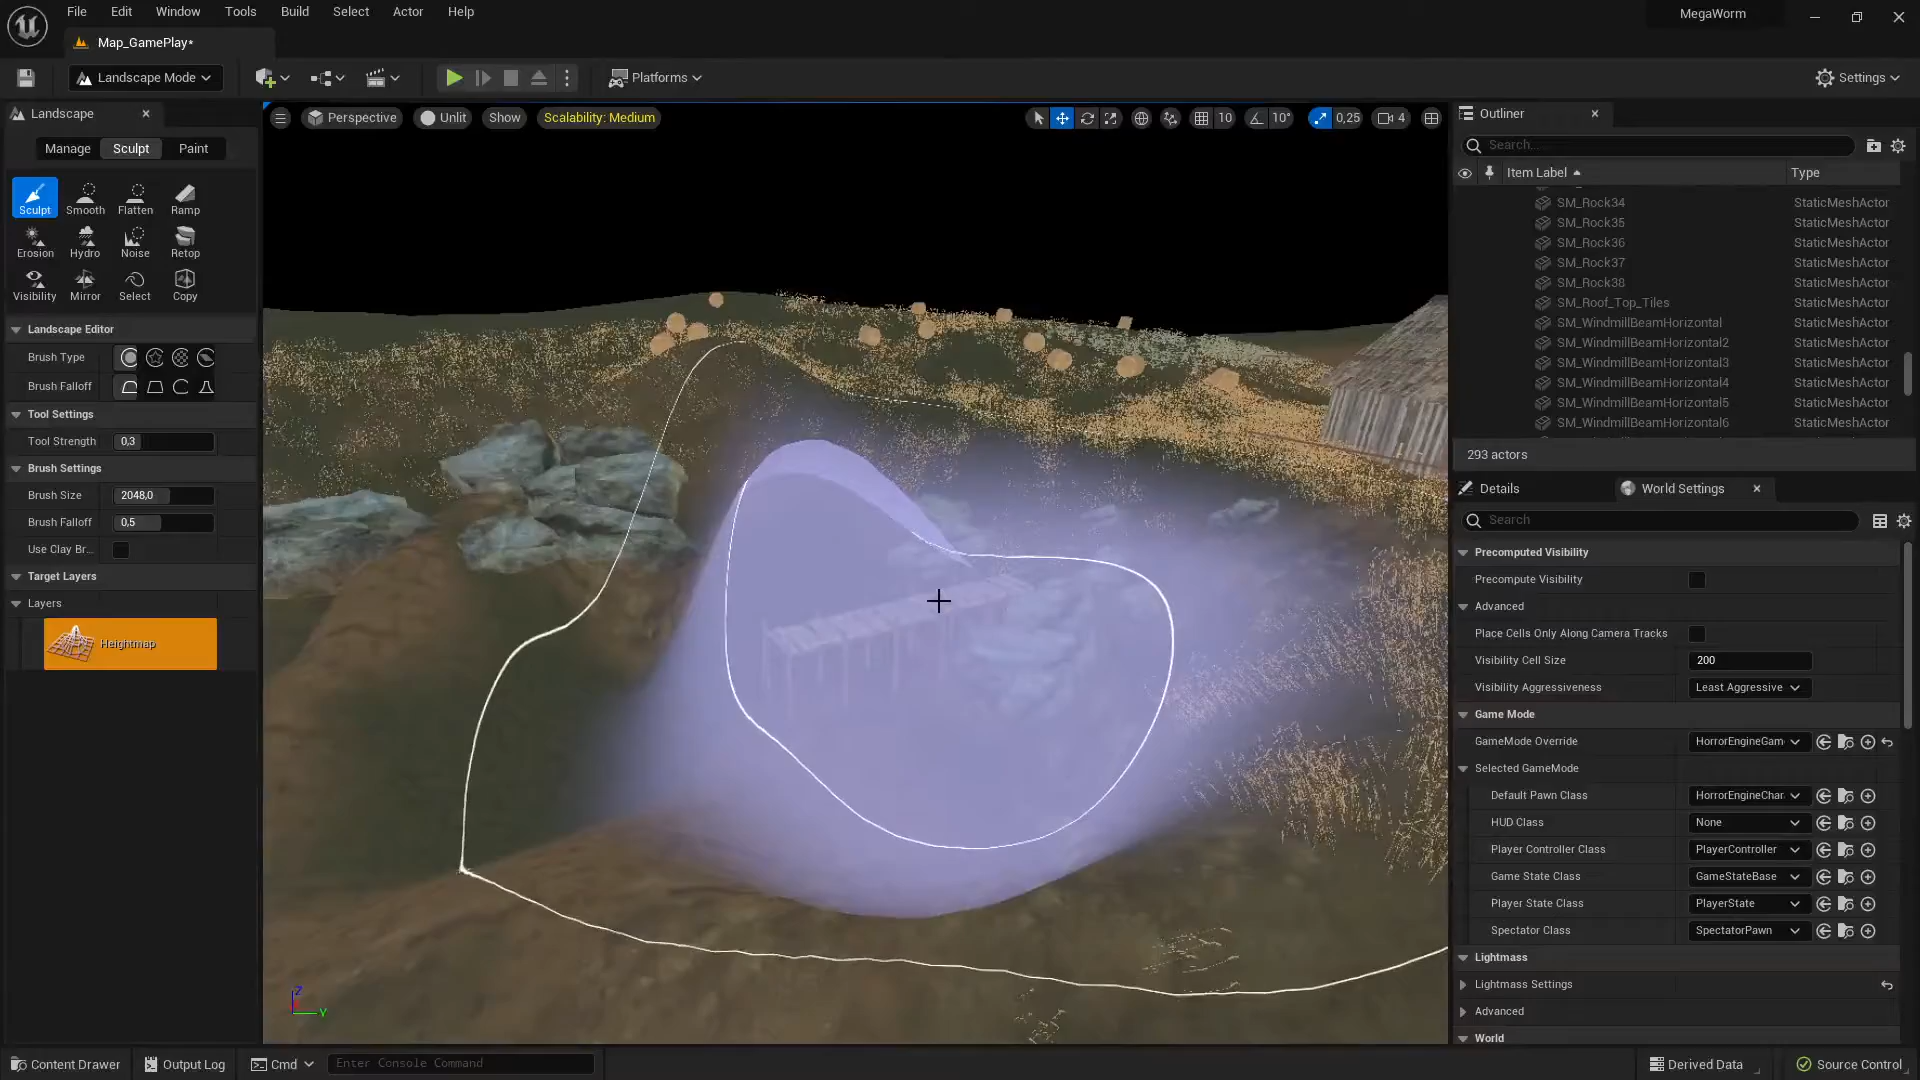 File Edit Window Tools Build Select Actor Help
MegaWorm
Map_GamePlay*
Landscape Mode
Platforms
Settings
Landscape
Manage Sculpt Paint
Sculpt Smooth Flatten Ramp
Erosion Hydro Noise Retop
Visibility Mirror Select Copy
Landscape Editor
Brush Type
Brush Falloff
Tool Settings
Tool Strength 0,3
Brush Settings
Brush Size 2048,0
Brush Falloff 0,5
Use Clay Br...
Target Layers
Layers
Heightmap
Perspective Unlit Show Scalability: Medium
10 10° 0,25 4
Z
Y
Outliner
Search...
Item Label Type
SM_Rock34 StaticMeshActor
SM_Rock35 StaticMeshActor
SM_Rock36 StaticMeshActor
SM_Rock37 StaticMeshActor
SM_Rock38 StaticMeshActor
SM_Roof_Top_Tiles StaticMeshActor
SM_WindmillBeamHorizontal StaticMeshActor
SM_WindmillBeamHorizontal2 StaticMeshActor
SM_WindmillBeamHorizontal3 StaticMeshActor
SM_WindmillBeamHorizontal4 StaticMeshActor
SM_WindmillBeamHorizontal5 StaticMeshActor
SM_WindmillBeamHorizontal6 StaticMeshActor
293 actors
Details World Settings
Search
Precomputed Visibility
Precompute Visibility
Advanced
Place Cells Only Along Camera Tracks
Visibility Cell Size 200
Visibility Aggressiveness Least Aggressive
Game Mode
GameMode Override HorrorEngineGam
Selected GameMode
Default Pawn Class HorrorEngineChar
HUD Class None
Player Controller Class PlayerController
Game State Class GameStateBase
Player State Class PlayerState
Spectator Class SpectatorPawn
Lightmass
Lightmass Settings
Advanced
World
Content Drawer Output Log Cmd Enter Console Command
Derived Data Source Control